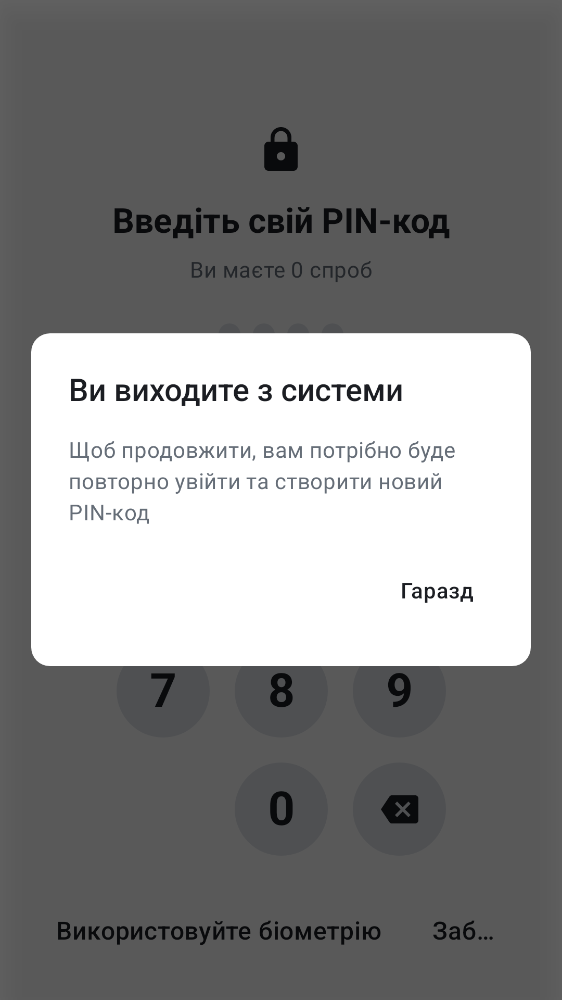 Введіть свій PIN-код
Ви маєте 0 спроб
Ви виходите з системи
Щоб продовжити, вам потрібно буде
повторно увійти та створити новий
PIN-код
Гаразд
7 8 9
0
Використовуйте біометрію Заб...